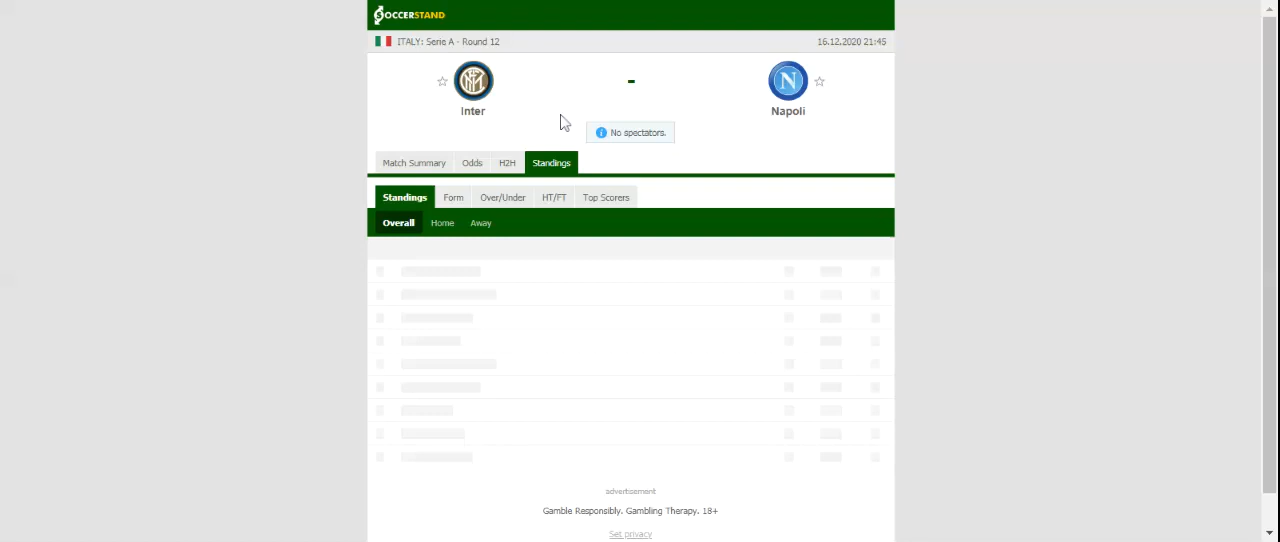 SOCCERSTAND
ITALY: Serie A - Round 12 16.12.2020 21:45
-
Inter Napoli
No spectators.
Match Summary Odds H2H Standings
Standings Form Over/Under HT/FT Top Scorers
Overall Home Away
advertisement
Gamble Responsibly. Gambling Therapy. 18+
Set privacy